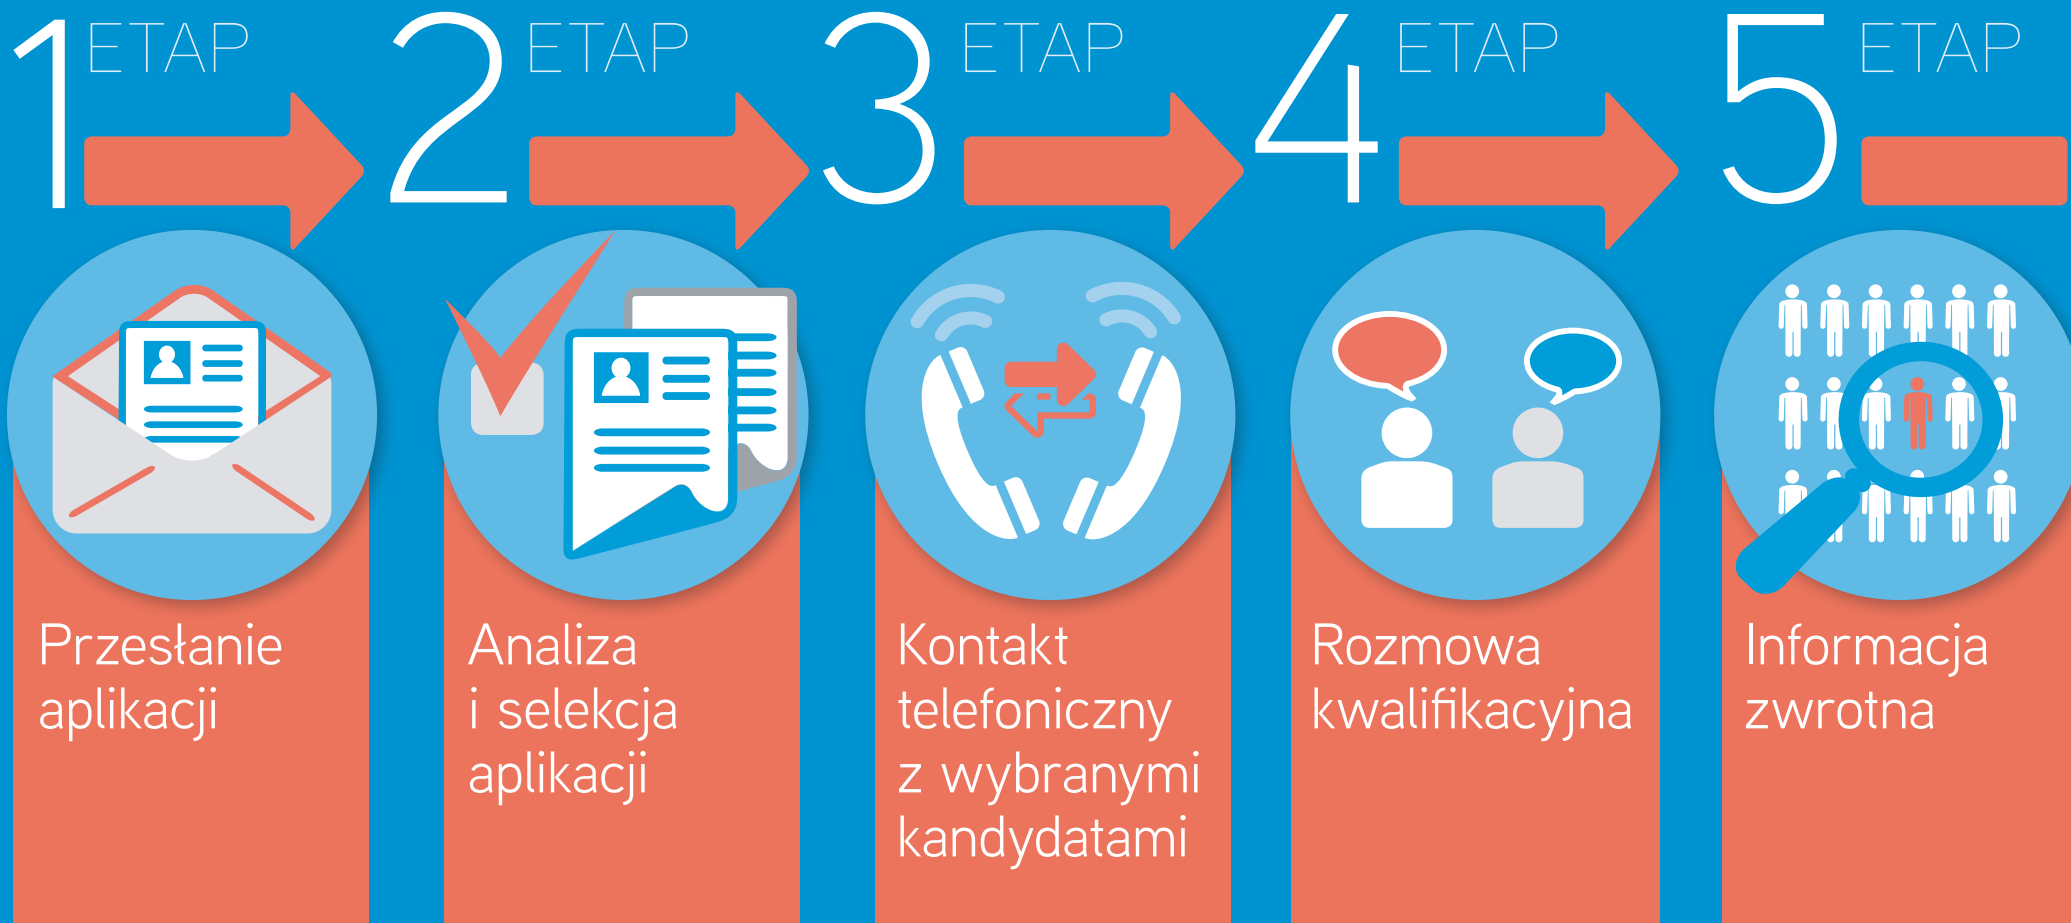 1 ETAP
2 ETAP
3 ETAP
4 ETAP
5 ETAP
Przesłanie
aplikacji
Analiza
i selekcja
aplikacji
Kontakt
telefoniczny
z wybranymi
kandydatami
Rozmowa
kwalifikacyjna
Informacja
zwrotna